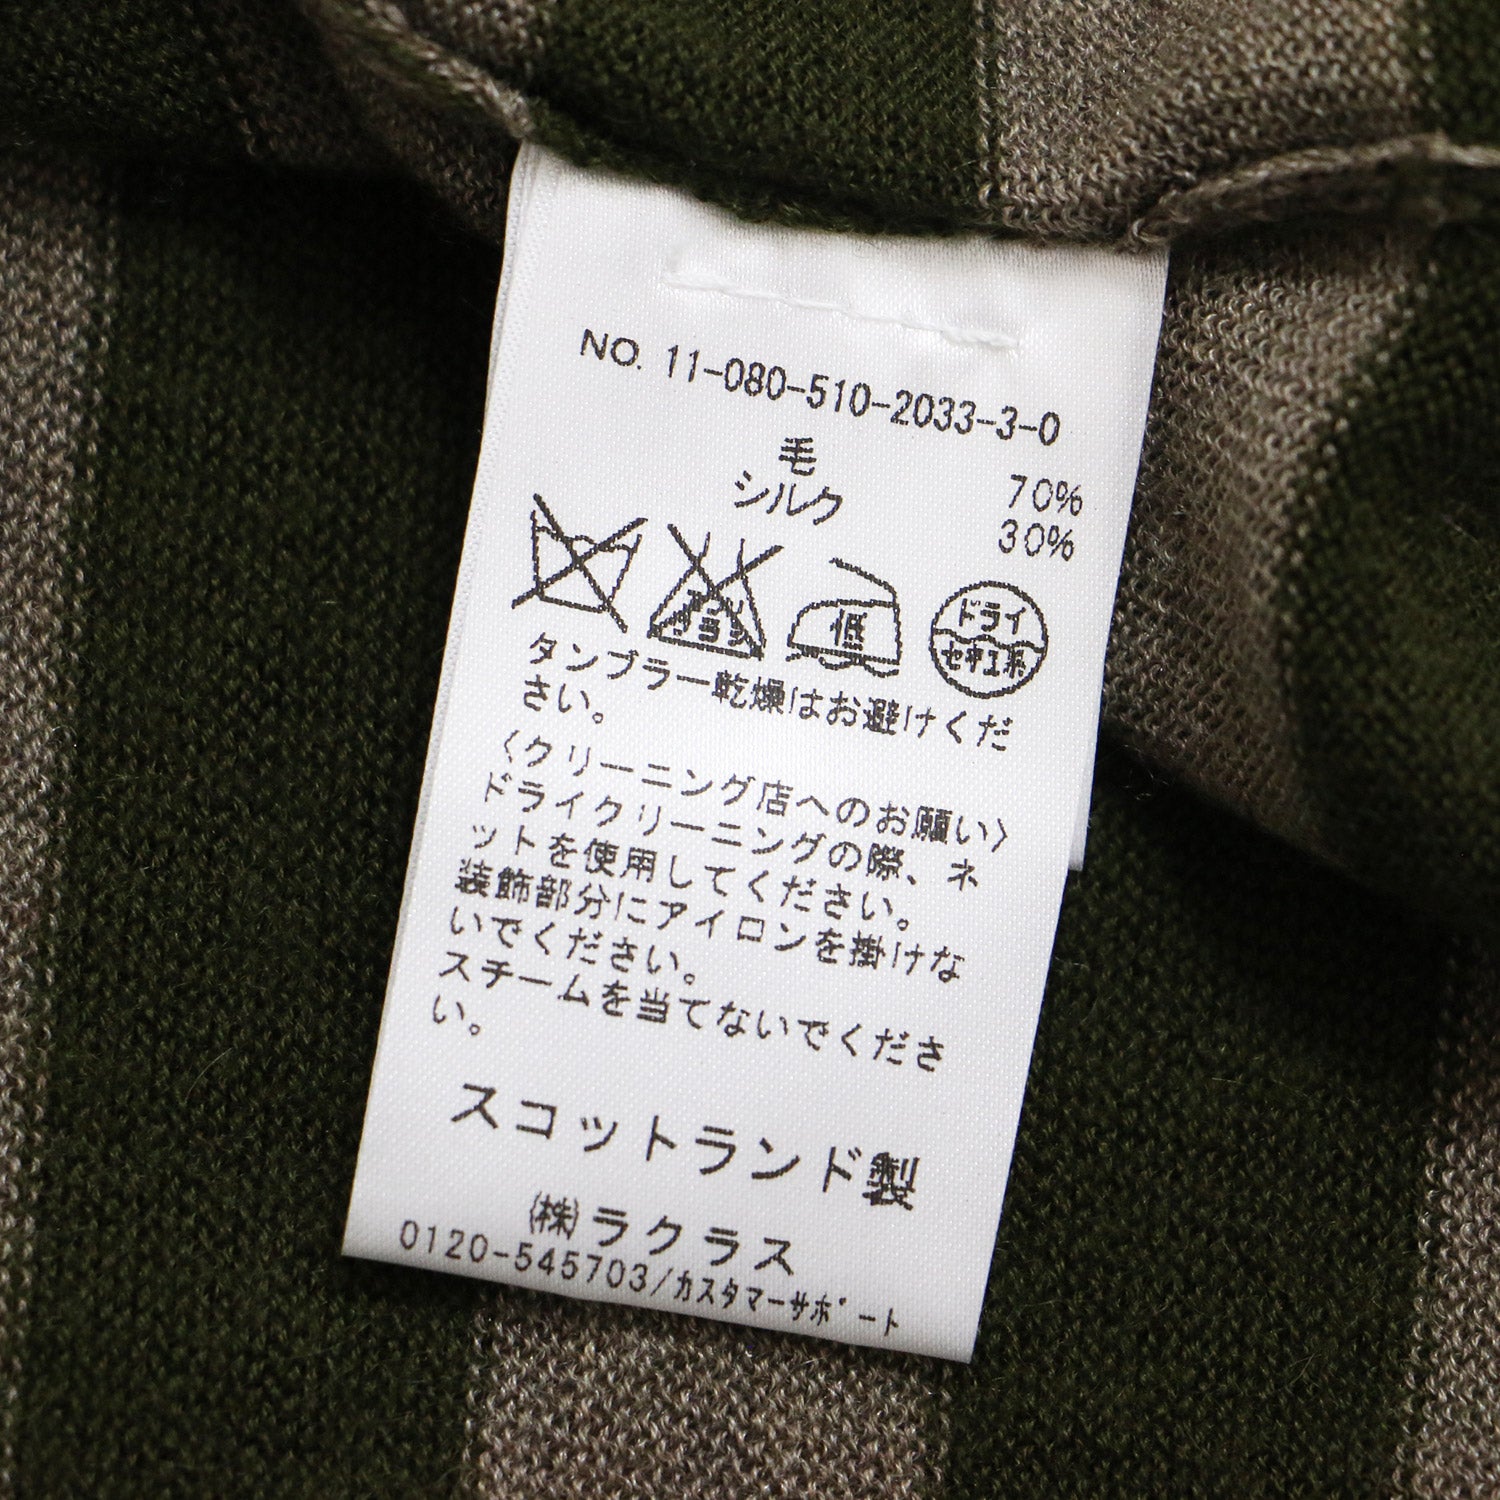 NO. 11-080-510-2033-3-0
毛 70%
シルク 30%
エンソ サラシ
低
ドライ
セキユ系
タンブラー乾燥はお避けくだ
さい。
〈クリーニング店へのお願い〉
ドライクリーニングの際、ネ
ットを使用してください。
装飾部分にアイロンを掛けな
いでください。
スチームを当てないでくださ
い。
スコットランド製
㈱ラクラス
0120-545703/カスタマーサポート